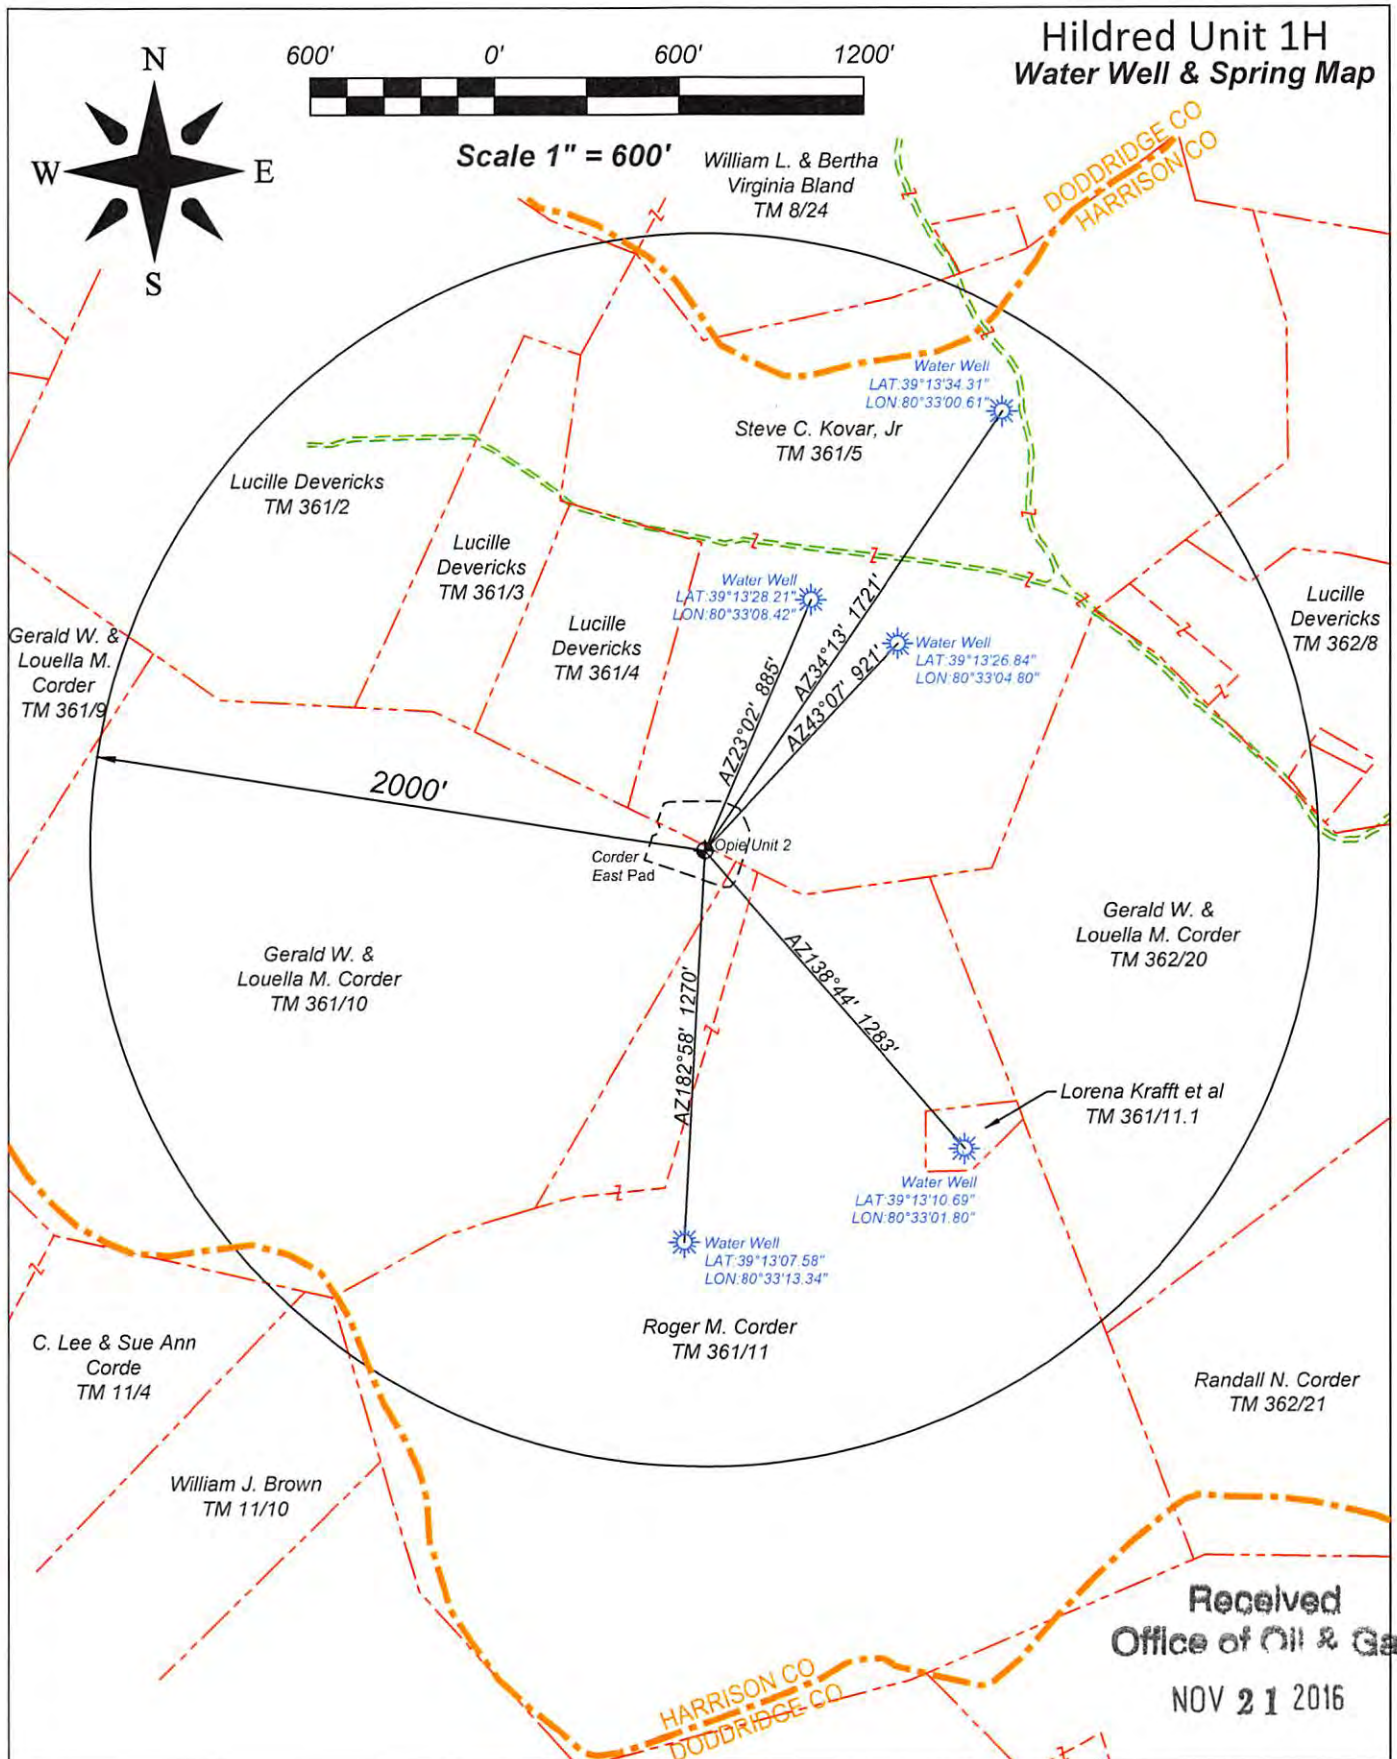 Hildred Unit 1H
Water Well & Spring Map
N
W
E
S
600'
0'
600'
1200'
Scale 1" = 600'
William L. & Bertha
Virginia Bland
TM 8/24
DODDRIDGE CO
HARRISON CO
Water Well
LAT:39°13'34.31"
LON:80°33'00.61"
Steve C. Kovar, Jr
TM 361/5
Lucille Devericks
TM 361/2
Lucille
Devericks
TM 361/3
Lucille
Devericks
TM 361/4
Water Well
LAT:39°13'28.21"
LON:80°33'08.42"
Water Well
LAT:39°13'26.84"
LON:80°33'04.80"
Lucille
Devericks
TM 362/8
Gerald W. &
Louella M.
Corder
TM 361/9
AZ23°02' 885'
AZ34°13' 1721'
AZ43°07' 921'
2000'
Opie Unit 2
Corder
East Pad
Gerald W. &
Louella M. Corder
TM 361/10
Gerald W. &
Louella M. Corder
TM 362/20
AZ138°44' 1283'
AZ182°58' 1270'
Lorena Krafft et al
TM 361/11.1
Water Well
LAT:39°13'10.69"
LON:80°33'01.80"
Water Well
LAT:39°13'07.58"
LON:80°33'13.34"
Roger M. Corder
TM 361/11
C. Lee & Sue Ann
Corde
TM 11/4
Randall N. Corder
TM 362/21
William J. Brown
TM 11/10
HARRISON CO
DODDRIDGE CO
Received
Office of Oil & Ga
NOV 21 2016